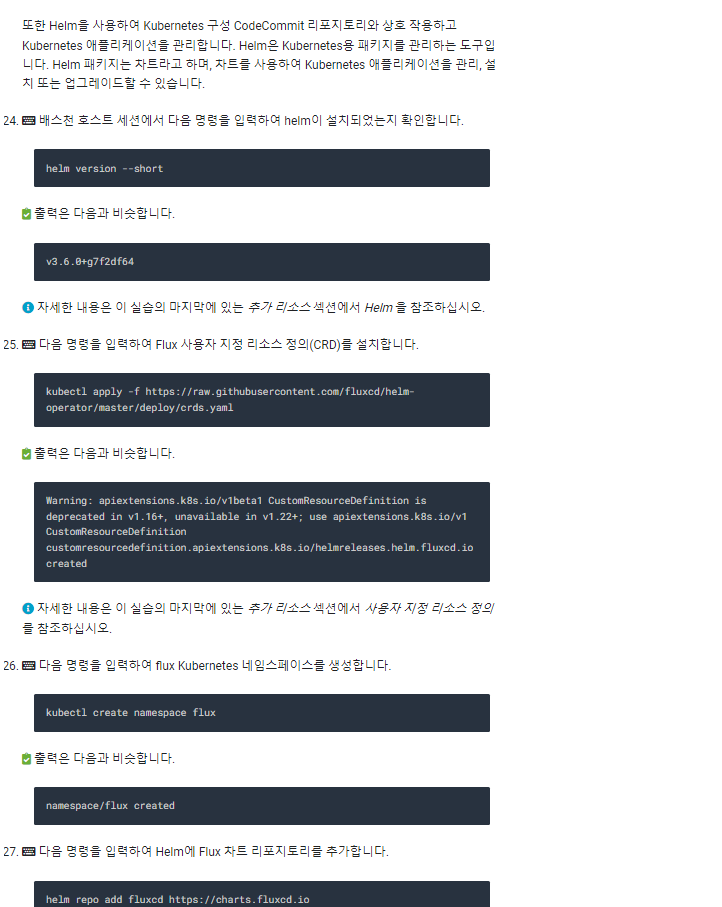 또한 Helm을 사용하여 Kubernetes 구성 CodeCommit 리포지토리와 상호 작용하고
Kubernetes 애플리케이션을 관리합니다. Helm은 Kubernetes용 패키지를 관리하는 도구입
니다. Helm 패키지는 차트라고 하며, 차트를 사용하여 Kubernetes 애플리케이션을 관리, 설
치 또는 업그레이드할 수 있습니다.
24. 배스천 호스트 세션에서 다음 명령을 입력하여 helm이 설치되었는지 확인합니다.
helm version --short
출력은 다음과 비슷합니다.
v3.6.0+g7f2df64
자세한 내용은 이 실습의 마지막에 있는 추가 리소스 섹션에서 Helm 을 참조하십시오.
25. 다음 명령을 입력하여 Flux 사용자 지정 리소스 정의(CRD)를 설치합니다.
kubectl apply -f https://raw.githubusercontent.com/fluxcd/helm-
operator/master/deploy/crds.yaml
출력은 다음과 비슷합니다.
Warning: apiextensions.k8s.io/v1beta1 CustomResourceDefinition is
deprecated in v1.16+, unavailable in v1.22+; use apiextensions.k8s.io/v1
CustomResourceDefinition
customresourcedefinition.apiextensions.k8s.io/helmreleases.helm.fluxcd.io
created
자세한 내용은 이 실습의 마지막에 있는 추가 리소스 섹션에서 사용자 지정 리소스 정의
를 참조하십시오.
26. 다음 명령을 입력하여 flux Kubernetes 네임스페이스를 생성합니다.
kubectl create namespace flux
출력은 다음과 비슷합니다.
namespace/flux created
27. 다음 명령을 입력하여 Helm에 Flux 차트 리포지토리를 추가합니다.
helm repo add fluxcd https://charts.fluxcd.io